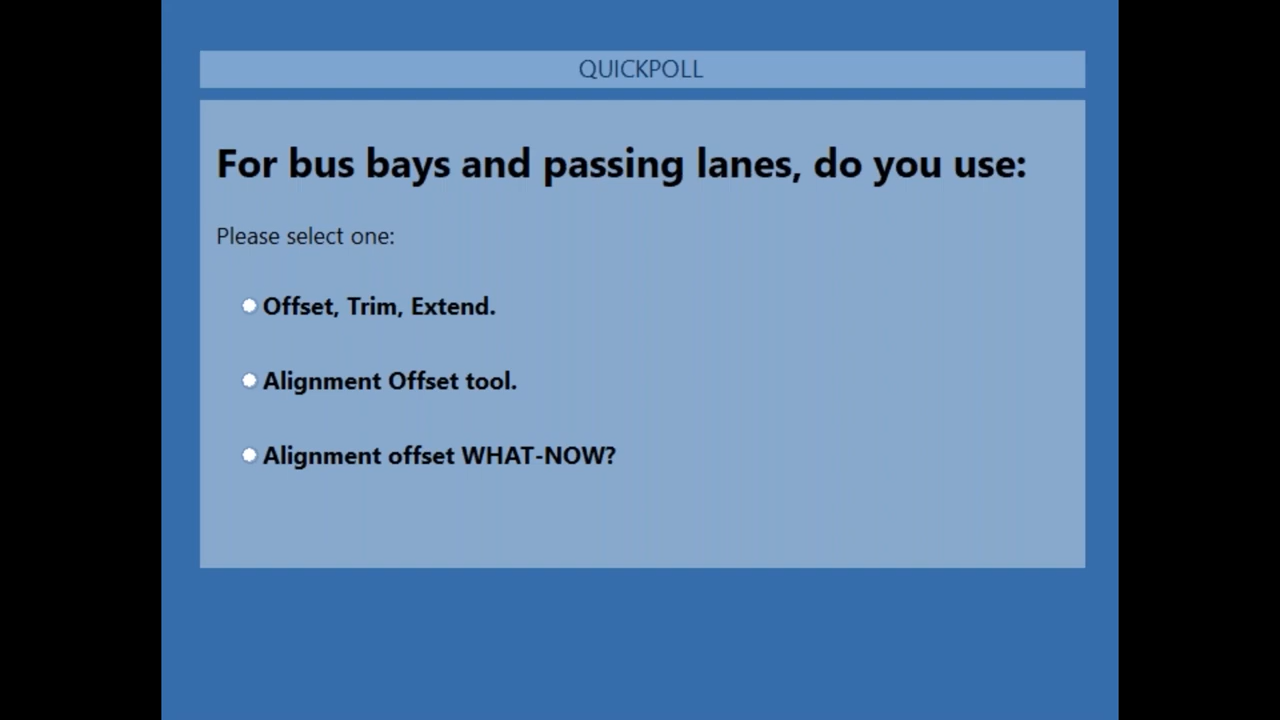 QUICKPOLL
For bus bays and passing lanes, do you use:
Please select one:
Offset, Trim, Extend.
Alignment Offset tool.
Alignment offset WHAT-NOW?